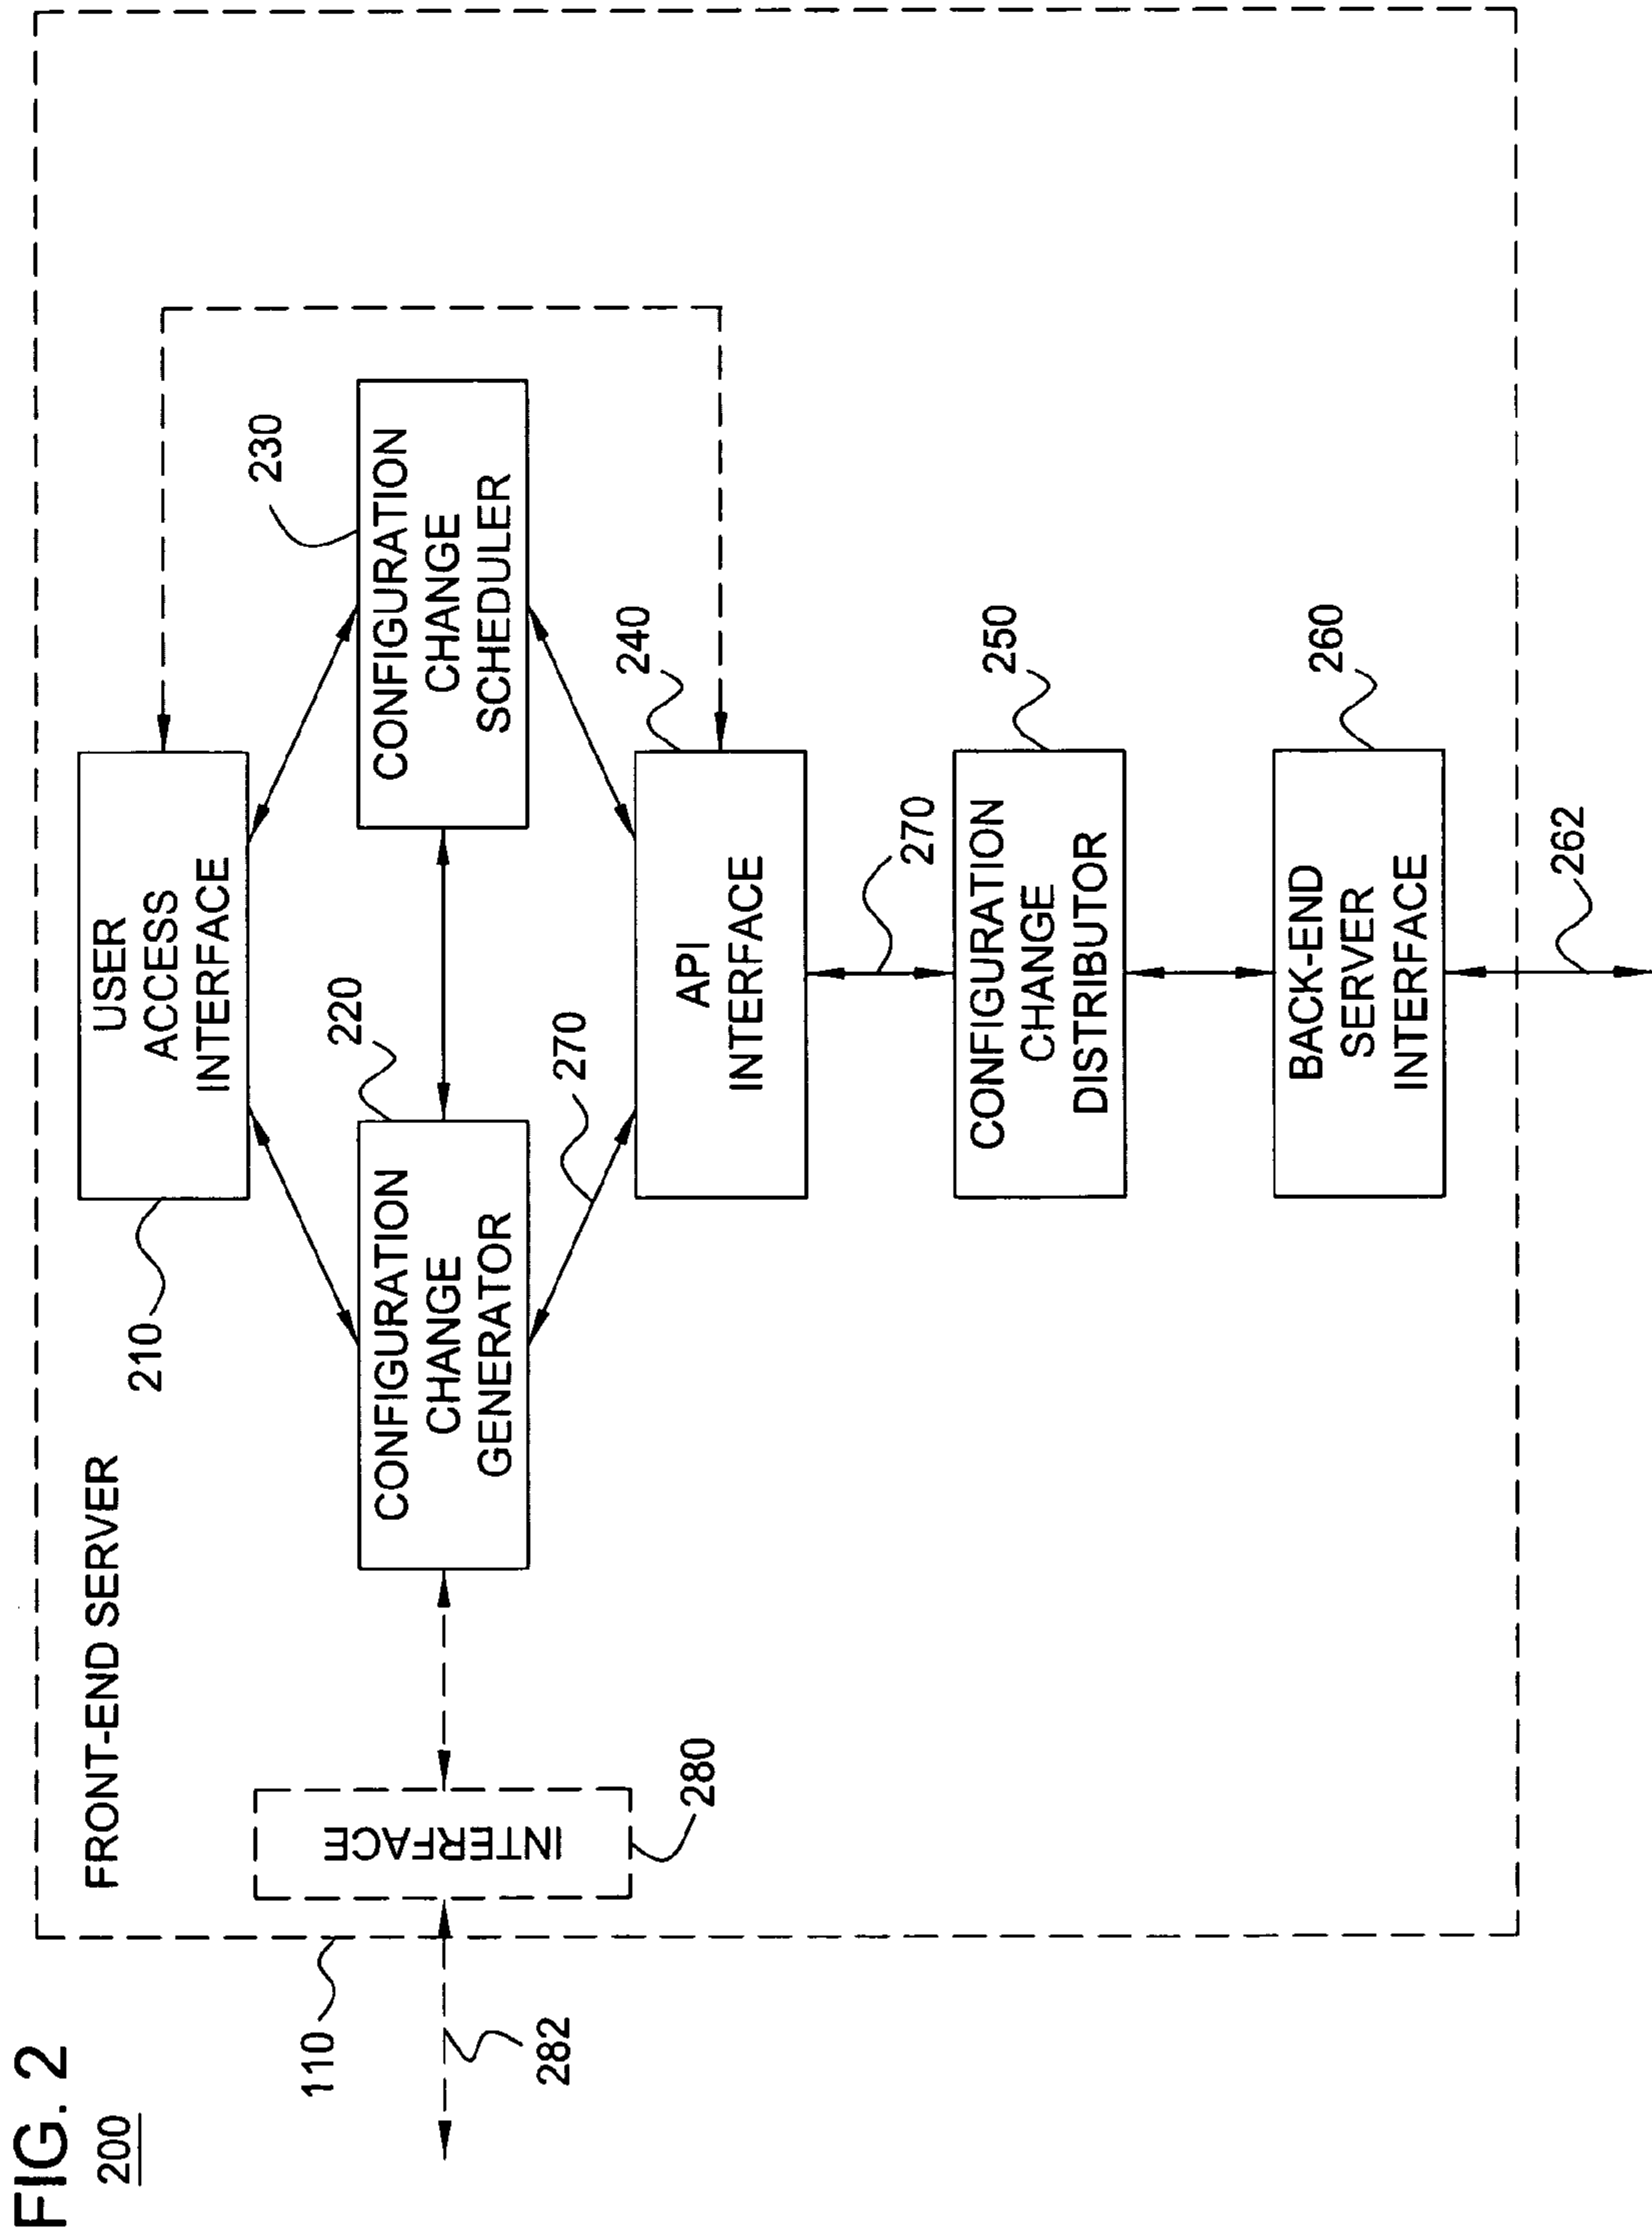 FIG. 2
200
110
FRONT-END SERVER
210
USER
ACCESS
INTERFACE
230
CONFIGURATION
CHANGE
SCHEDULER
220
CONFIGURATION
CHANGE
GENERATOR
270
INTERFACE
280
282
240
API
INTERFACE
270
250
CONFIGURATION
CHANGE
DISTRIBUTOR
260
BACK-END
SERVER
INTERFACE
262